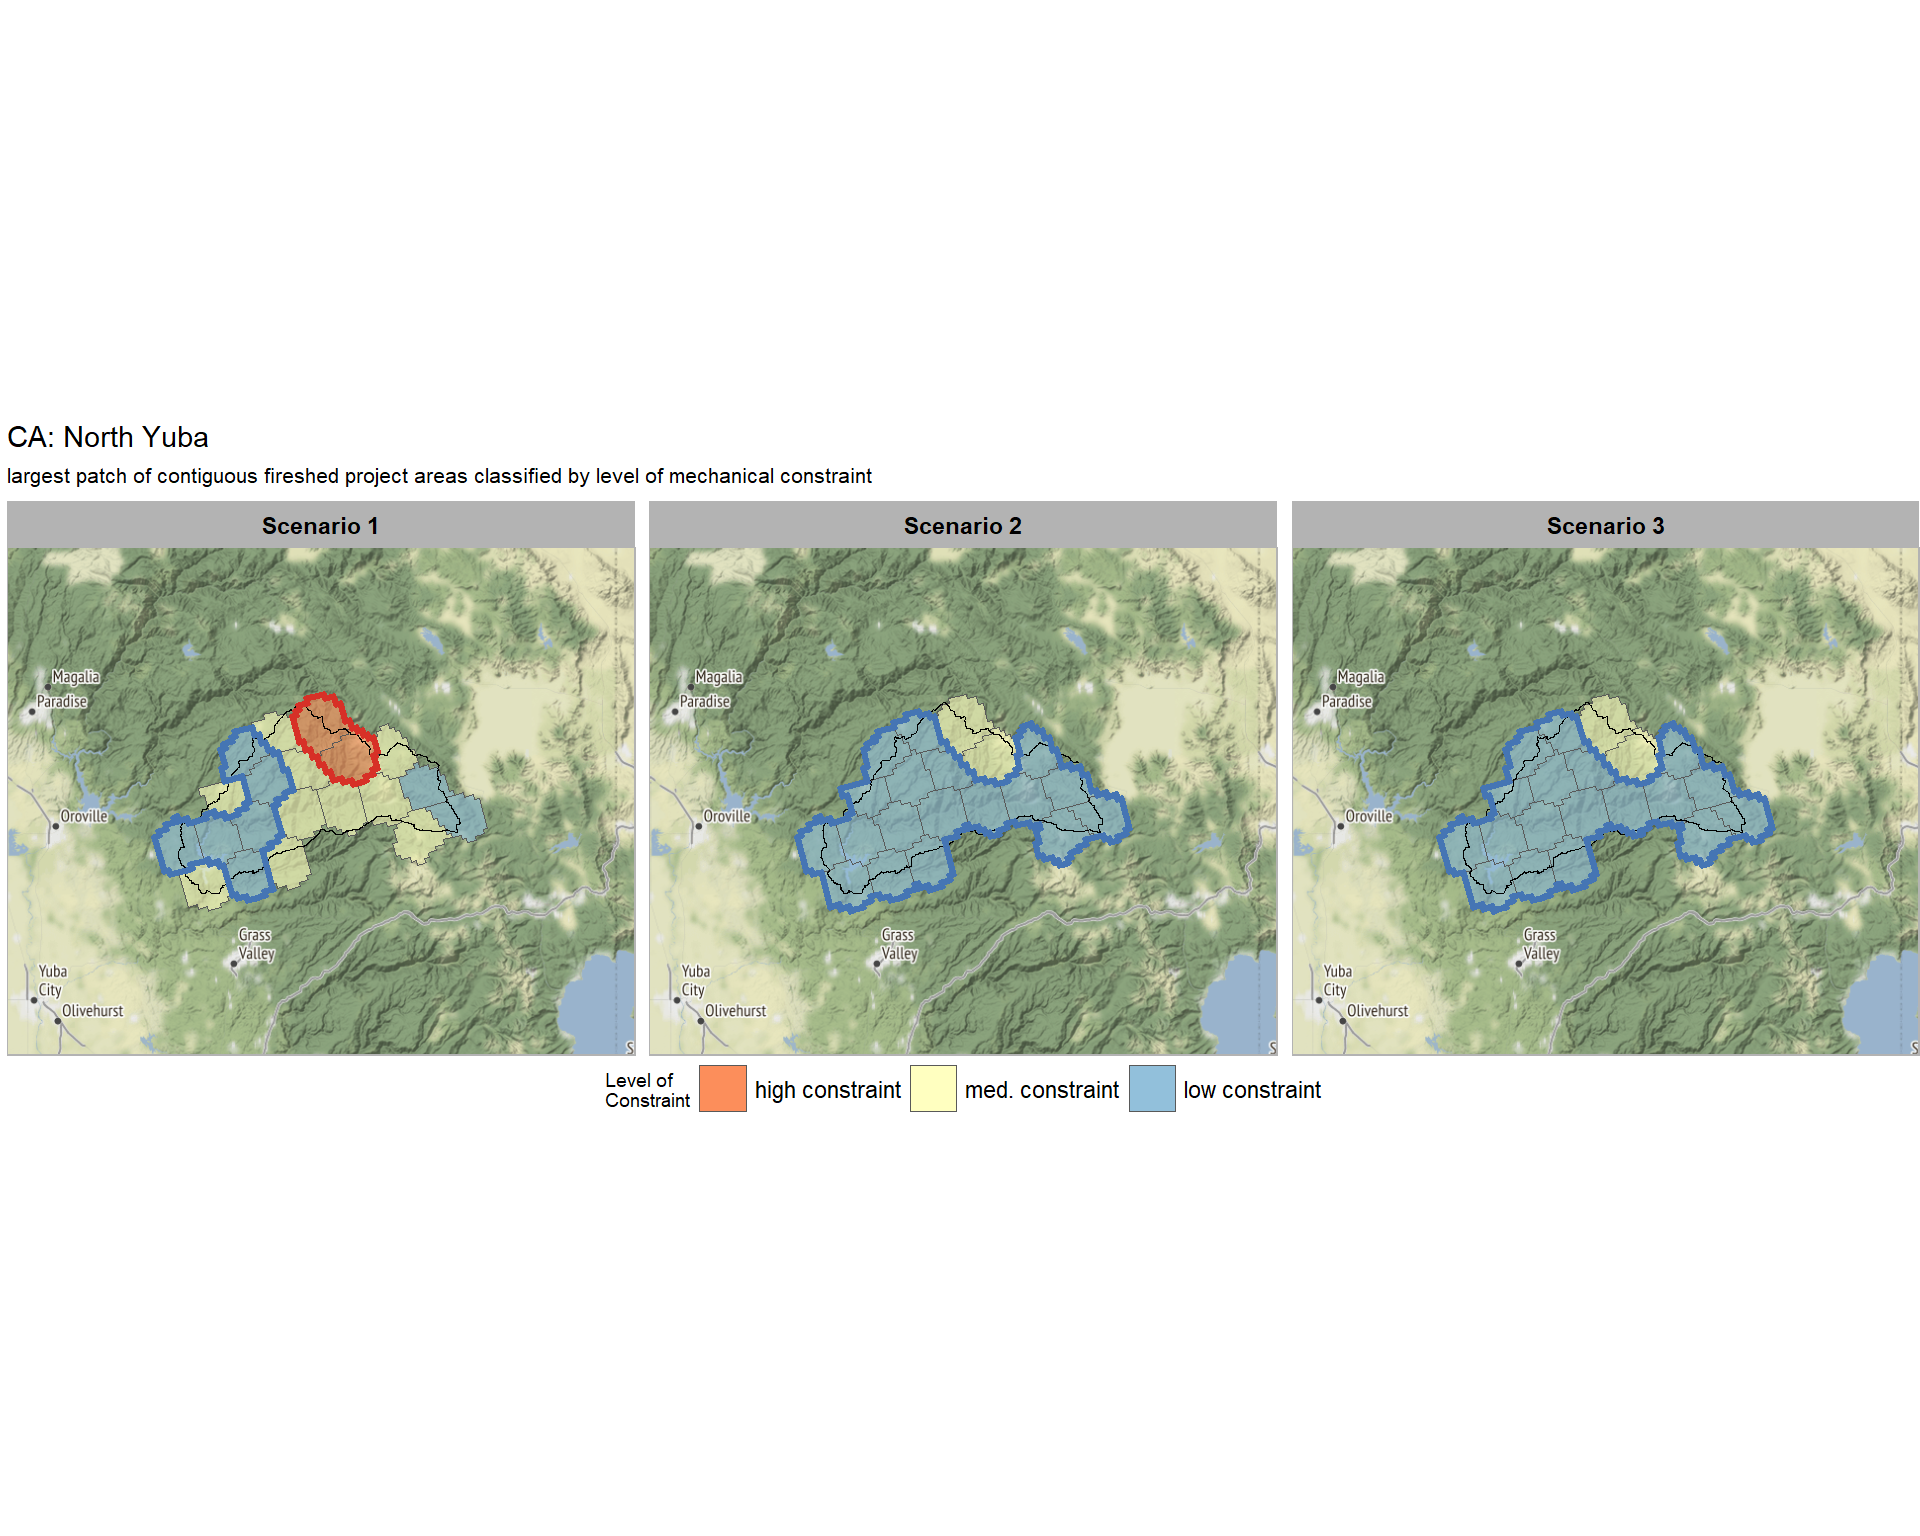 CA: North Yuba
largest patch of contiguous fireshed project areas classified by level of mechanical constraint
Scenario 1
Scenario 2
Scenario 3
Magalia
Paradise
Oroville
Grass
Valley
Yuba
City
Olivehurst
S
Magalia
Paradise
Oroville
Grass
Valley
Yuba
City
Olivehurst
S
Magalia
Paradise
Oroville
Grass
Valley
Yuba
City
Olivehurst
S
Level of
Constraint
high constraint
med. constraint
low constraint